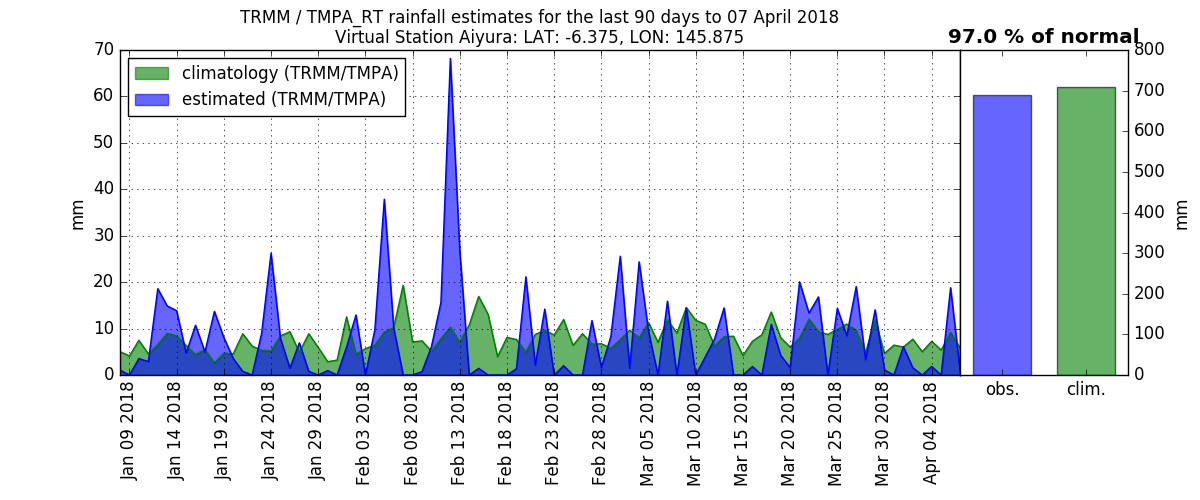 TRMM / TMPA_RT rainfall estimates for the last 90 days to 07 April 2018
Virtual Station Aiyura: LAT: -6.375, LON: 145.875
97.0 % of normal
climatology (TRMM/TMPA)
estimated (TRMM/TMPA)
70
60
50
40
30
20
10
0
mm
Jan 09 2018
Jan 14 2018
Jan 19 2018
Jan 24 2018
Jan 29 2018
Feb 03 2018
Feb 08 2018
Feb 13 2018
Feb 18 2018
Feb 23 2018
Feb 28 2018
Mar 05 2018
Mar 10 2018
Mar 15 2018
Mar 20 2018
Mar 25 2018
Mar 30 2018
Apr 04 2018
obs.
clim.
800
700
600
500
400
300
200
100
0
mm